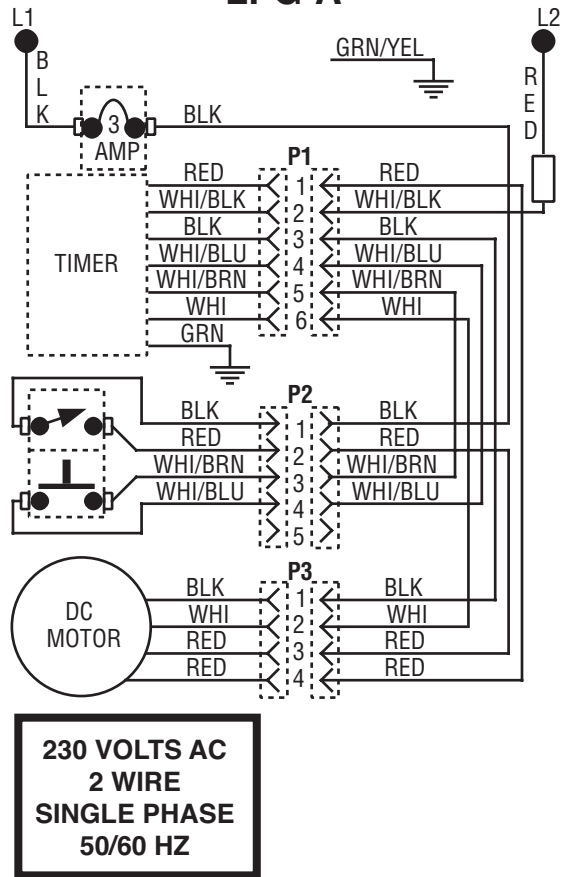 L1
L2
GRN/YEL
B
L
K
R
E
D
3
AMP
BLK
P1
RED 1 RED
WHI/BLK 2 WHI/BLK
BLK 3 BLK
TIMER
WHI/BLU 4 WHI/BLU
WHI/BRN 5 WHI/BRN
WHI 6 WHI
GRN
P2
BLK 1 BLK
RED 2 RED
WHI/BRN 3 WHI/BRN
WHI/BLU 4 WHI/BLU
5
P3
BLK 1 BLK
DC
MOTOR
WHI 2 WHI
RED 3 RED
RED 4 RED
230 VOLTS AC
2 WIRE
SINGLE PHASE
50/60 HZ